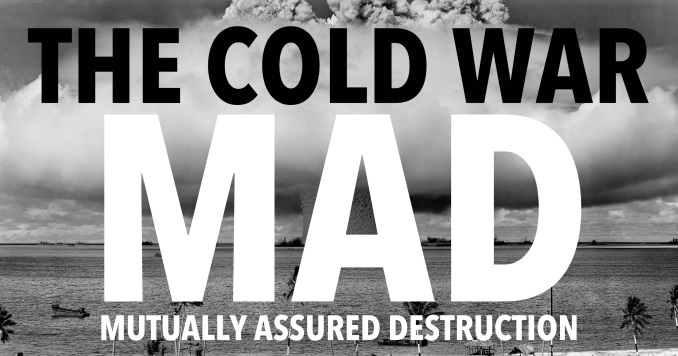 THE COLD WAR
MAD
MUTUALLY ASSURED DESTRUCTION